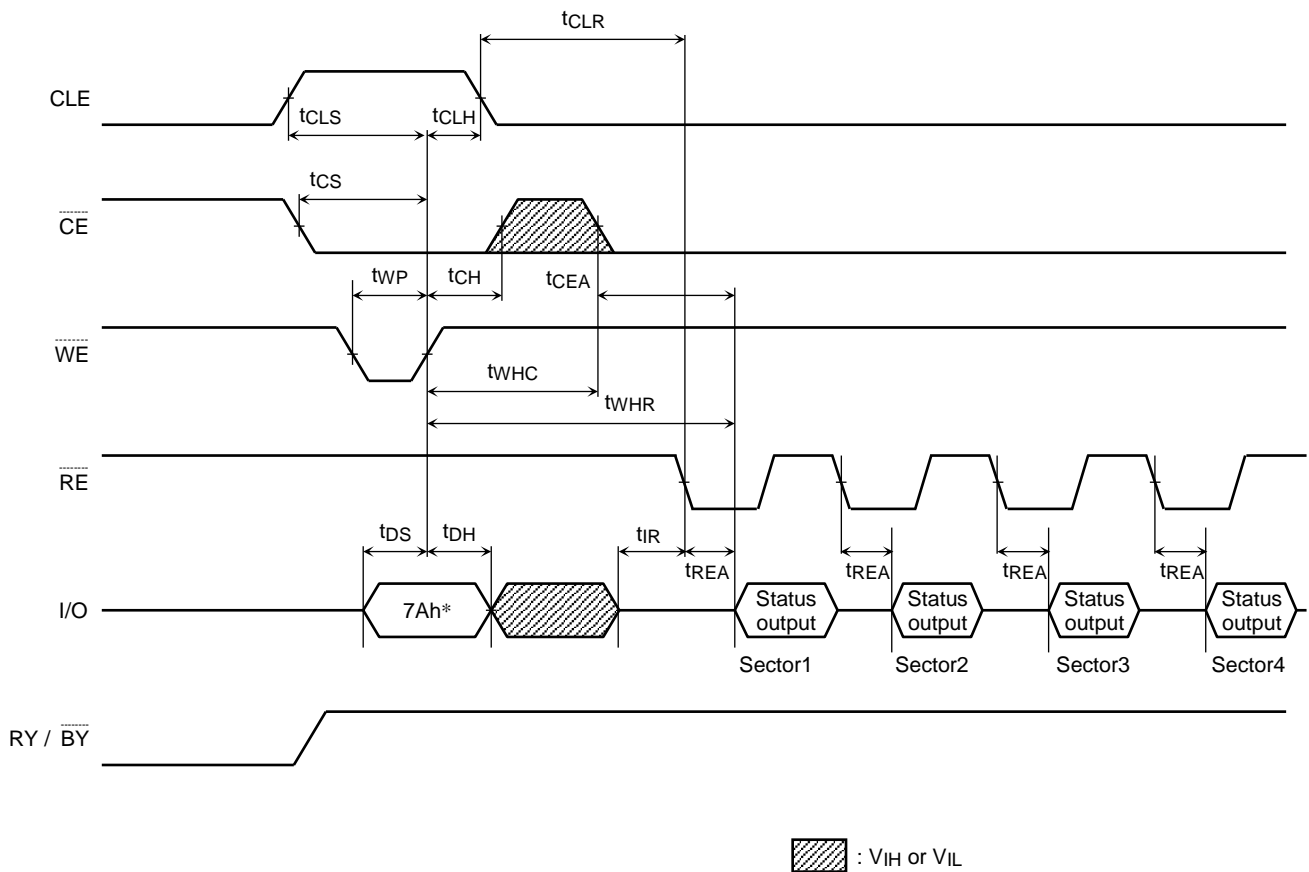 tCLR
CLE
tCLS
tCLH
tCS
CE
tWP
tCH
tCEA
WE
tWHC
tWHR
RE
tDS
tDH
tIR
tREA
tREA
tREA
tREA
I/O
7Ah*
Status output
Status output
Status output
Status output
Sector1
Sector2
Sector3
Sector4
RY / BY
: VIH or VIL